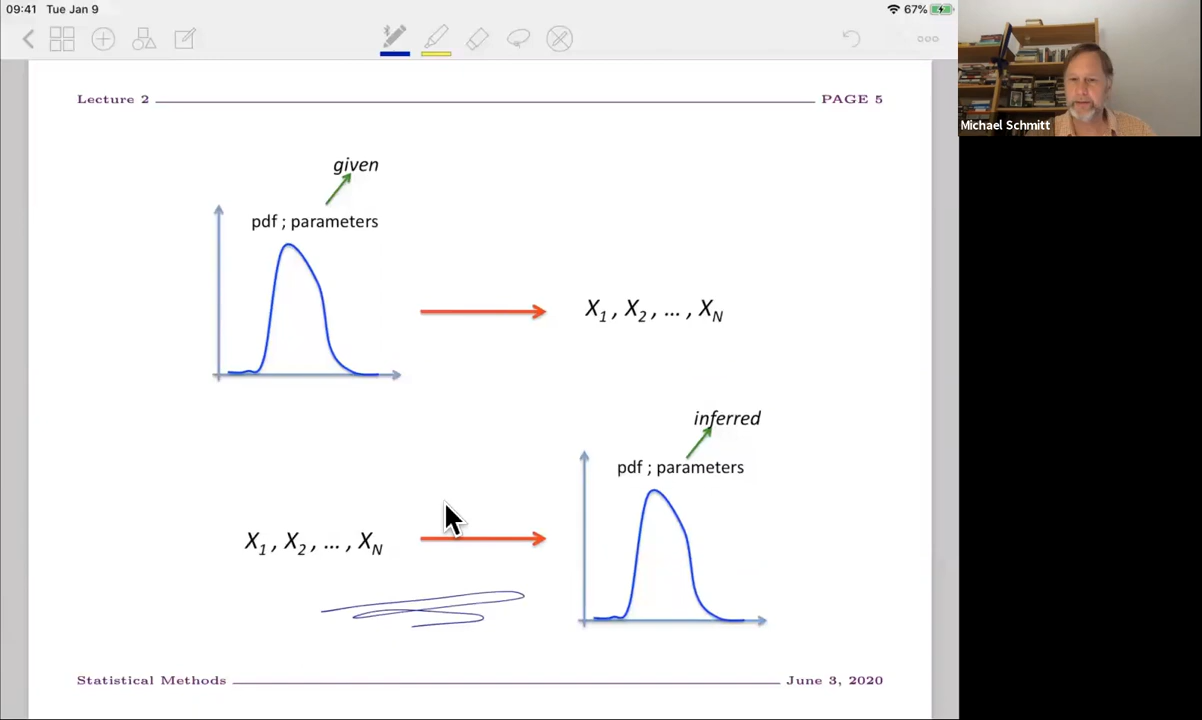 09:41 Tue Jan 9
67%
Michael Schmitt
Lecture 2 PAGE 5
given
pdf ; parameters
X1 , X2 , ... , XN
inferred
pdf ; parameters
X1 , X2 , ... , XN
Statistical Methods June 3, 2020